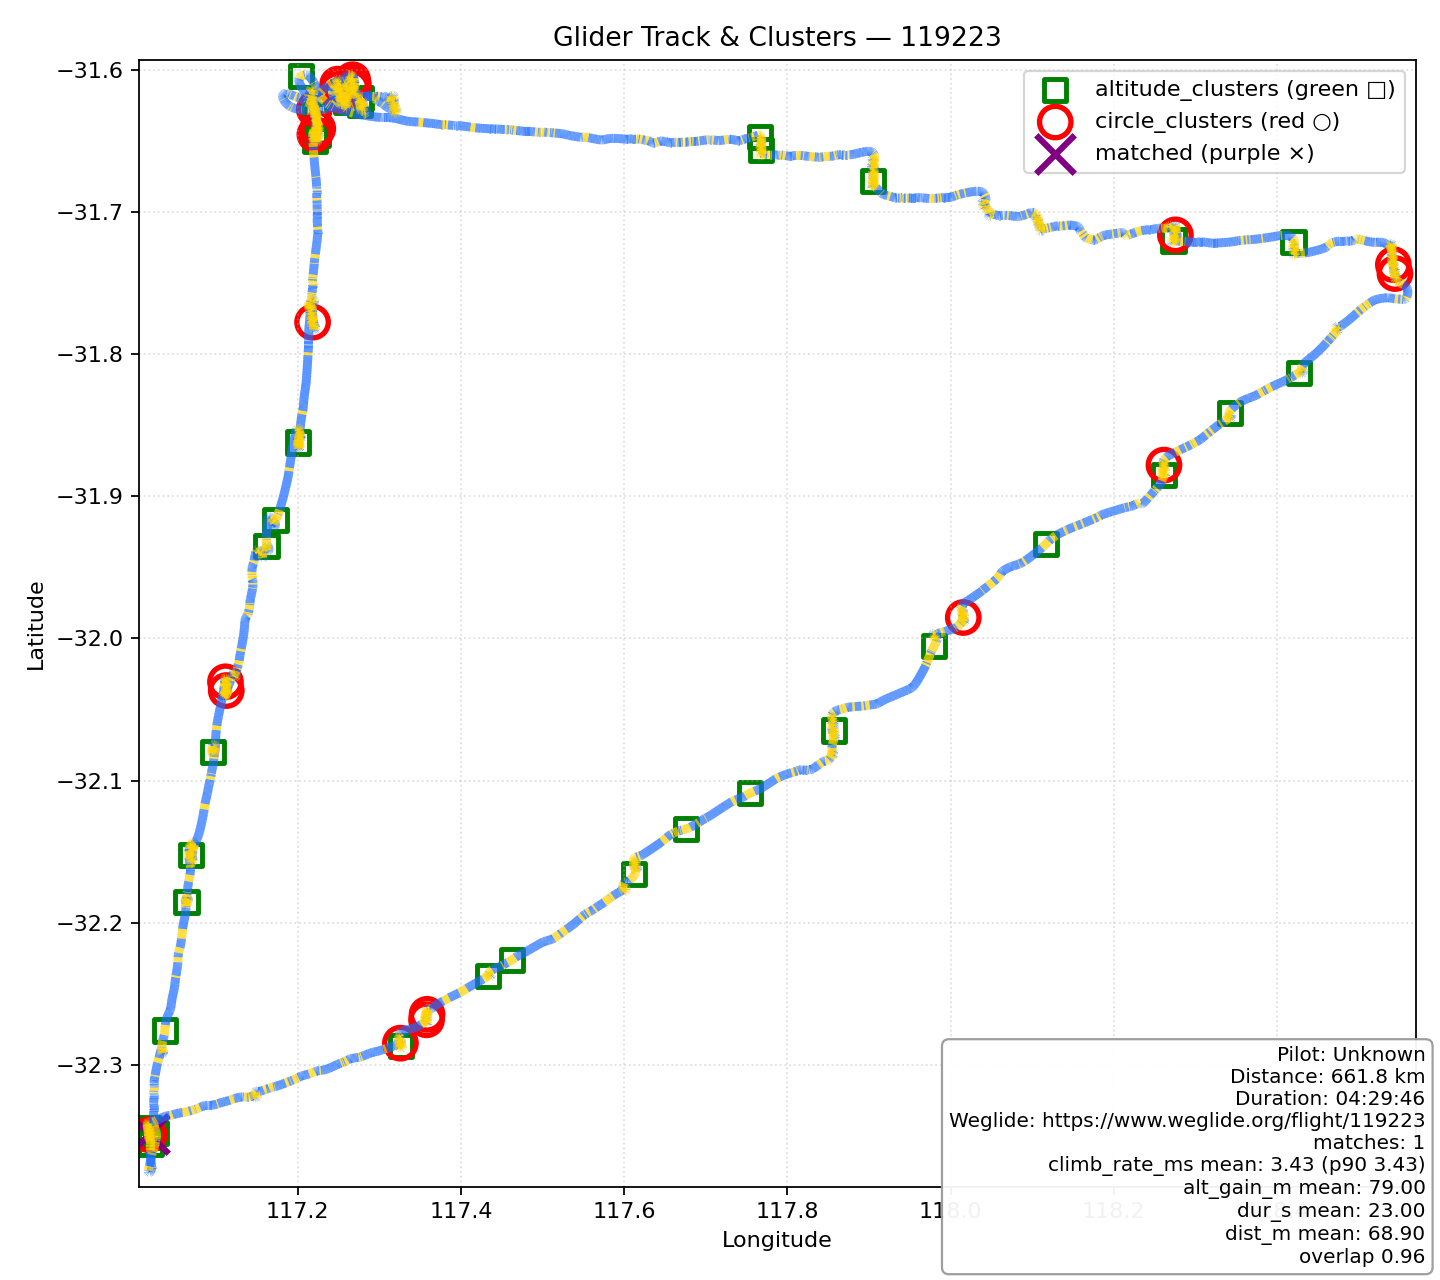 Glider Track & Clusters — 119223
altitude_clusters (green □)
circle_clusters (red ○)
matched (purple ×)
−31.6
−31.7
−31.8
−31.9
−32.0
−32.1
−32.2
−32.3
Latitude
117.2
117.4
117.6
117.8
118.0
118.2
Longitude
Pilot: Unknown
Distance: 661.8 km
Duration: 04:29:46
Weglide: https://www.weglide.org/flight/119223
matches: 1
climb_rate_ms mean: 3.43 (p90 3.43)
alt_gain_m mean: 79.00
dur_s mean: 23.00
dist_m mean: 68.90
overlap 0.96